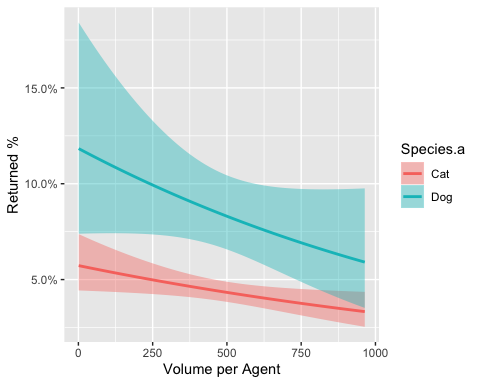 15.0%
10.0%
5.0%
Returned %
0
250
500
750
1000
Volume per Agent
Species.a
Cat
Dog